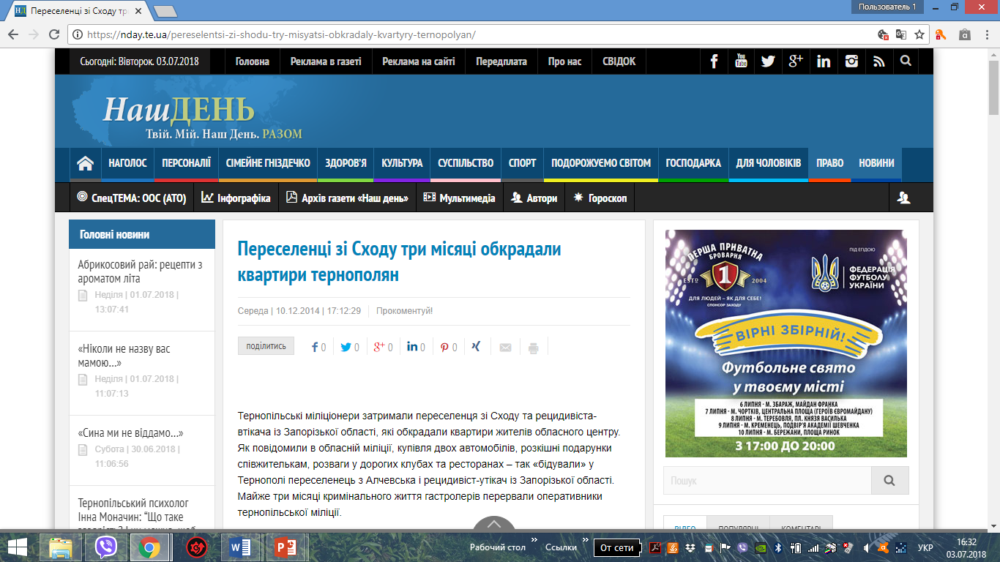 Переселенці зі Сходу три
Пользователь 1
https://nday.te.ua/pereselentsi-zi-shodu-try-misyatsi-obkradaly-kvartyry-ternopolyan/
Сьогодні: Вівторок. 03.07.2018
Головна
Реклама в газеті
Реклама на сайті
Передплата
Про нас
СВІДОК
НашДЕНЬ
Твій. Мій. Наш День. РАЗОМ
НАГОЛОС
ПЕРСОНАЛІЇ
СІМЕЙНЕ ГНІЗДЕЧКО
ЗДОРОВ'Я
КУЛЬТУРА
СУСПІЛЬСТВО
СПОРТ
ПОДОРОЖУЄМО СВІТОМ
ГОСПОДАРКА
ДЛЯ ЧОЛОВІКІВ
ПРАВО
НОВИНИ
СпецТЕМА: ООС (АТО)
Інфографіка
Архів газети «Наш день»
Мультимедіа
Автори
Гороскоп
Головні новини
Абрикосовий рай: рецепти з
ароматом літа
Неділя | 01.07.2018 |
13:07:41
«Ніколи не назву вас
мамою...»
Неділя | 01.07.2018 |
11:07:13
«Сина ми не віддамо...»
Субота | 30.06.2018 |
11:06:56
Тернопільський психолог
Інна Моначин: “Що таке
Переселенці зі Сходу три місяці обкрадали
квартири тернополян
Середа | 10.12.2014 | 17:12:29
Прокоментуй!
поділитись
0
0
0
0
0
Тернопільські міліціонери затримали переселенця зі Сходу та рецидивіста-
втікача із Запорізької області, які обкрадали квартири жителів обласного центру.
Як повідомили в обласній міліції, купівля двох автомобілів, розкішні подарунки
співжителькам, розваги у дорогих клубах та ресторанах – так «бідували» у
Тернополі переселенець з Алчевська і рецидивіст-утікач із Запорізької області.
Майже три місяці кримінального життя гастролерів перервали оперативники
тернопільської міліції.
ПЕРША ПРИВАТНА
БРОВАРНЯ
ESTD 1 2004
ДЛЯ ЛЮДЕЙ – ЯК ДЛЯ СЕБЕ!
СПОНСОР ЗАХОДУ
ПІД ЕГІДОЮ
ФЕДЕРАЦІЯ
ФУТБОЛУ
УКРАЇНИ
ВІРНІ ЗБІРНІЙ!
Футбольне свято
у твоєму місті
6 ЛИПНЯ - М. ЗБАРАЖ, МАЙДАН ФРАНКА
7 ЛИПНЯ - М. ЧОРТКІВ, ЦЕНТРАЛЬНА ПЛОЩА (ГЕРОЇВ ЄВРОМАЙДАНУ)
8 ЛИПНЯ - М. ТЕРЕБОВЛЯ, ПЛ. КНЯЗЯ ВАСИЛЬКА
9 ЛИПНЯ - М. КРЕМЕНЕЦЬ, ПОДВІР'Я АКАДЕМІЇ ШЕВЧЕНКА
10 ЛИПНЯ - М. БЕРЕЖАНИ, ПЛОЩА РИНОК
З 17:00 ДО 20:00
Пошук
ВІДЕО
ПОПУЛЯРНІ
КОМЕНТАРІ
Рабочий стол
Ссылки
От сети
УКР
16:32
03.07.2018